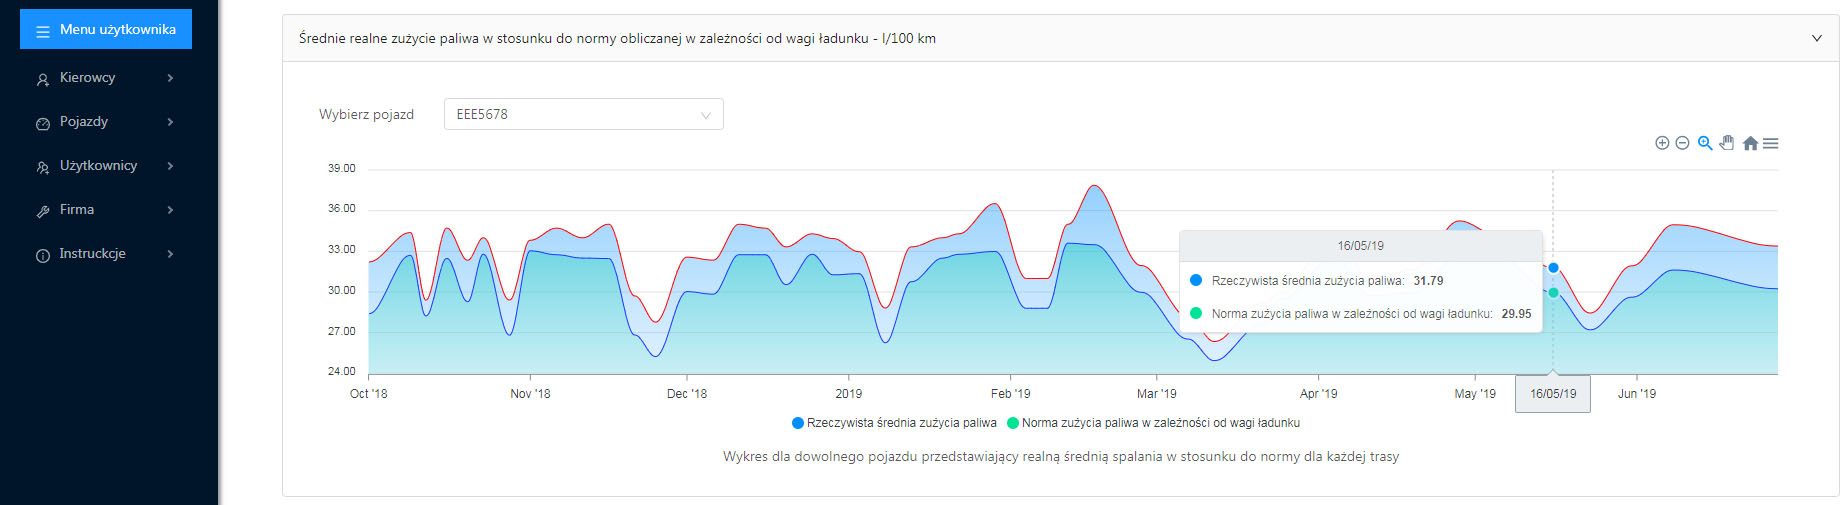 Menu użytkownika
Kierowcy
Pojazdy
Użytkownicy
Firma
Instruckcje
Średnie realne zużycie paliwa w stosunku do normy obliczanej w zależności od wagi ładunku - l/100 km
Wybierz pojazd
EEE5678
39.00
36.00
33.00
30.00
27.00
24.00
16/05/19
Rzeczywista średnia zużycia paliwa: 31.79
Norma zużycia paliwa w zależności od wagi ładunku: 29.95
Oct '18 Nov '18 Dec '18 2019 Feb '19 Mar '19 Apr '19 May '19 16/05/19 Jun '19
Rzeczywista średnia zużycia paliwa Norma zużycia paliwa w zależności od wagi ładunku
Wykres dla dowolnego pojazdu przedstawiający realną średnią spalania w stosunku do normy dla każdej trasy